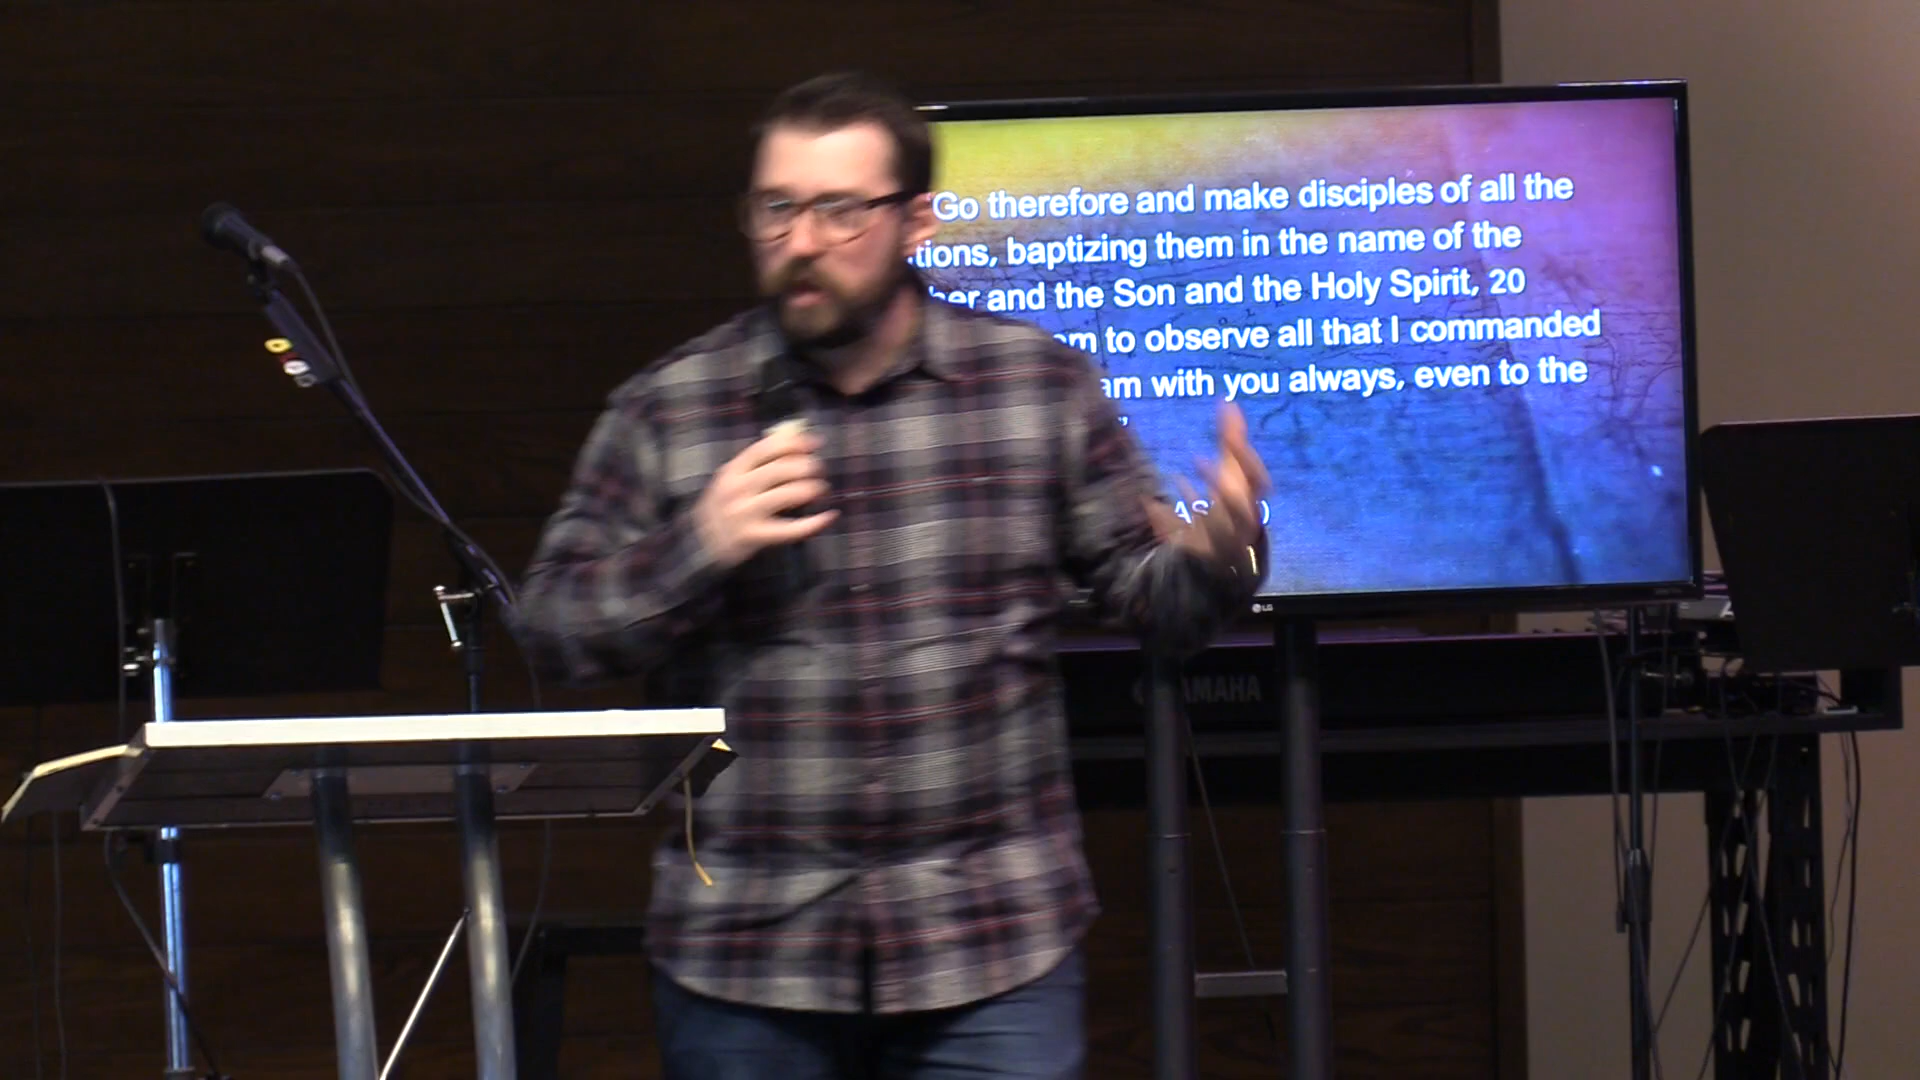 Go therefore and make disciples of all the
tions, baptizing them in the name of the
her and the Son and the Holy Spirit, 20
em to observe all that I commanded
am with you always, even to the
LG
YAMAHA